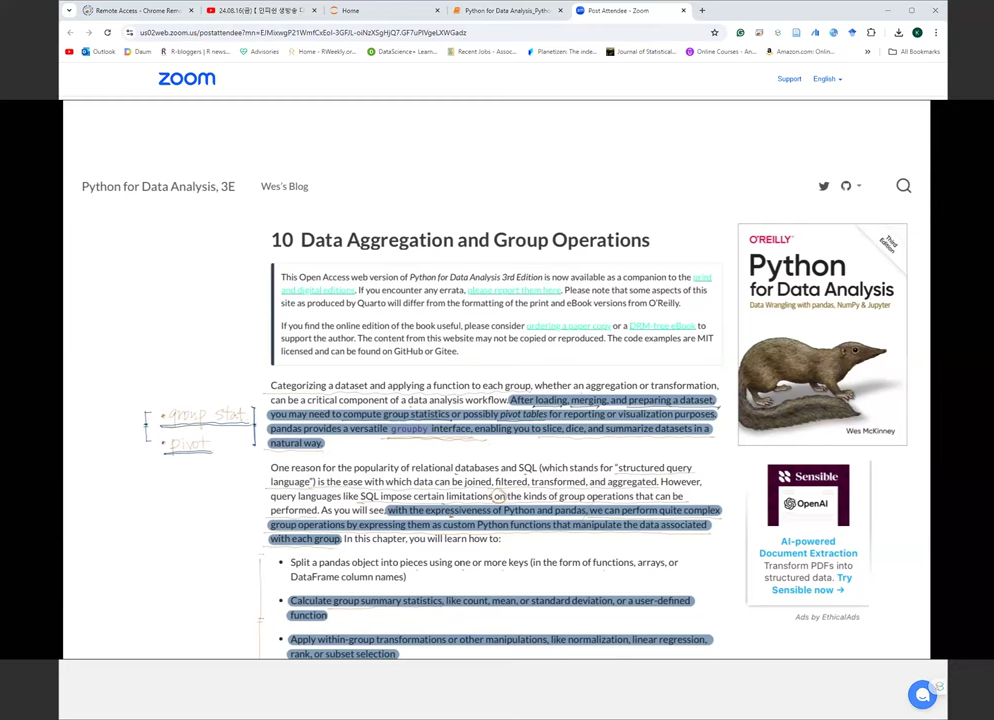 Remote Access - Chrome Rem
24.08.16(금) 【 인파쉰 생방송 다
Home
Python for Data Analysis_Pytho
Post Attendee - Zoom
us02web.zoom.us/postattendee?mn=
Outlook
Daum
R-bloggers | R news...
Advisories
Home - RWeekly.or...
DataScience+ Learn...
Recent Jobs - Assoc...
Planetizen: The inde...
Journal of Statistical...
Online Courses - An...
Amazon.com: Onlin...
All Bookmarks
zoom
Support
English
Python for Data Analysis, 3E
Wes's Blog
10 Data Aggregation and Group Operations
This Open Access web version of Python for Data Analysis 3rd Edition is now available as a companion to the print
and digital editions. If you encounter any errata, please report them here. Please note that some aspects of this
site as produced by Quarto will differ from the formatting of the print and eBook versions from O'Reilly.
If you find the online edition of the book useful, please consider ordering a paper copy or a DRM-free eBook to
support the author. The content from this website may not be copied or reproduced. The code examples are MIT
licensed and can be found on GitHub or Gitee.
Categorizing a dataset and applying a function to each group, whether an aggregation or transformation,
can be a critical component of a data analysis workflow. After loading, merging, and preparing a dataset,
you may need to compute group statistics or possibly pivot tables for reporting or visualization purposes.
pandas provides a versatile groupby interface, enabling you to slice, dice, and summarize datasets in a
natural way.
• group stat
• pivot
One reason for the popularity of relational databases and SQL (which stands for "structured query
language") is the ease with which data can be joined, filtered, transformed, and aggregated. However,
query languages like SQL impose certain limitations on the kinds of group operations that can be
performed. As you will see, with the expressiveness of Python and pandas, we can perform quite complex
group operations by expressing them as custom Python functions that manipulate the data associated
with each group. In this chapter, you will learn how to:
• Split a pandas object into pieces using one or more keys (in the form of functions, arrays, or
DataFrame column names)
• Calculate group summary statistics, like count, mean, or standard deviation, or a user-defined
function
• Apply within-group transformations or other manipulations, like normalization, linear regression,
rank, or subset selection
O'REILLY
Third
Edition
Python
for Data Analysis
Data Wrangling with pandas, NumPy & Jupyter
Wes McKinney
Sensible
OpenAI
AI-powered
Document Extraction
Transform PDFs into
structured data. Try
Sensible now →
Ads by EthicalAds